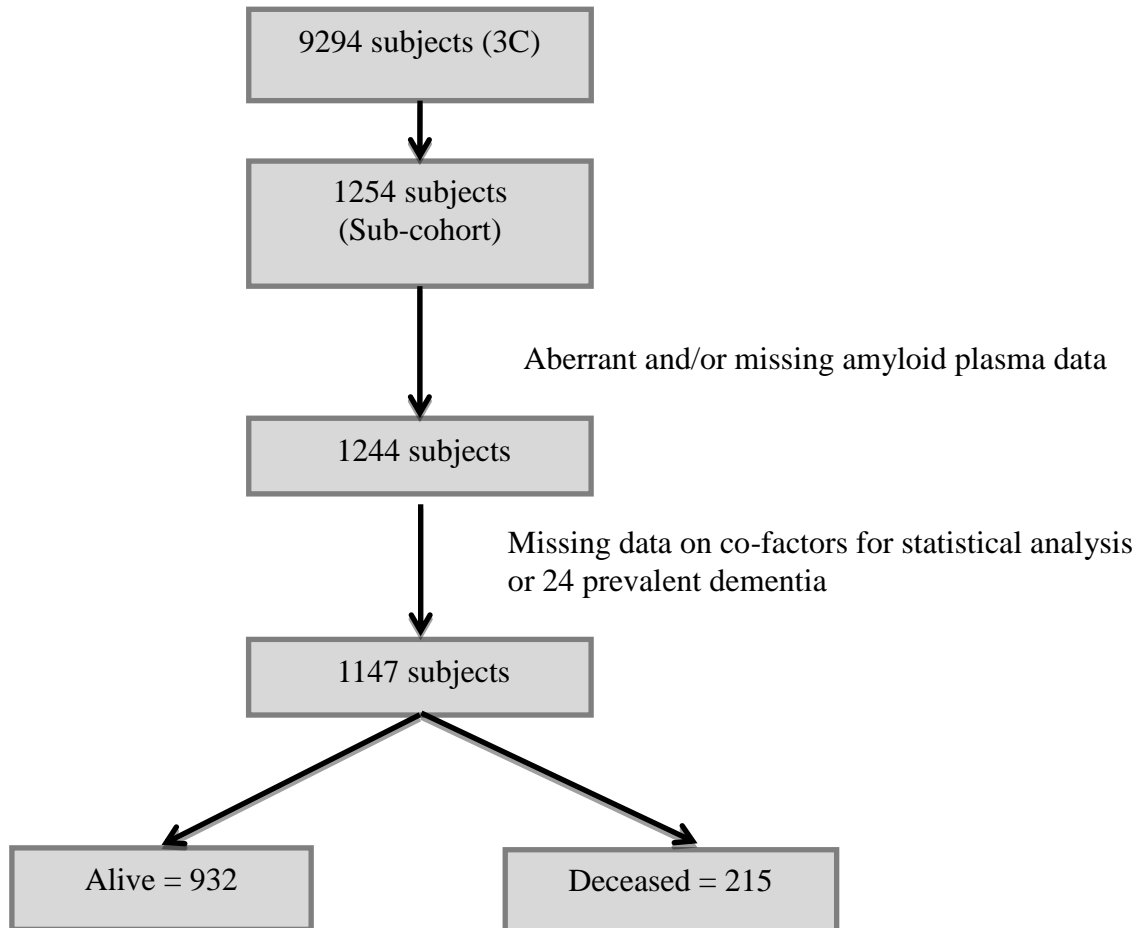 9294 subjects (3C)
1254 subjects
(Sub-cohort)
Aberrant and/or missing amyloid plasma data
1244 subjects
Missing data on co-factors for statistical analysis
or 24 prevalent dementia
1147 subjects
Alive = 932
Deceased = 215